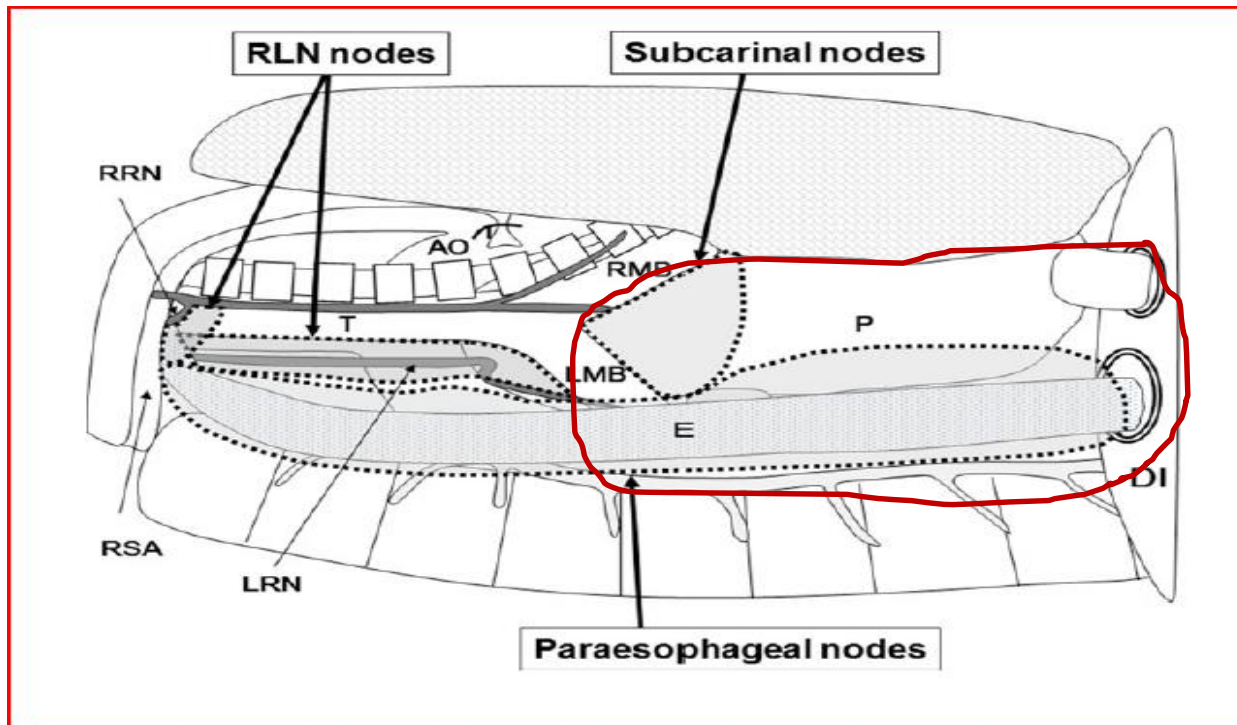 RLN nodes
Subcarinal nodes
RRN
AO
RMB
T
P
LMB
E
DI
RSA
LRN
Paraesophageal nodes